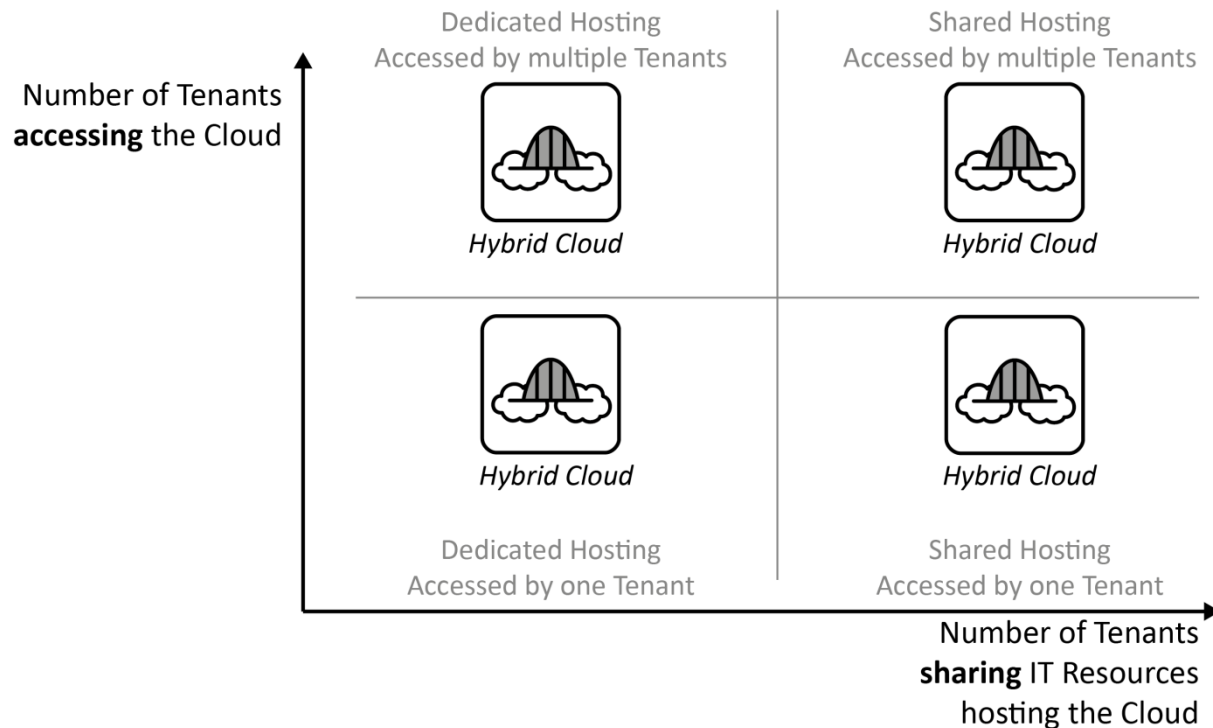 Dedicated Hosting
Accessed by multiple Tenants
Shared Hosting
Accessed by multiple Tenants
Number of Tenants
accessing the Cloud
Hybrid Cloud
Hybrid Cloud
Hybrid Cloud
Hybrid Cloud
Dedicated Hosting
Accessed by one Tenant
Shared Hosting
Accessed by one Tenant
Number of Tenants
sharing IT Resources
hosting the Cloud